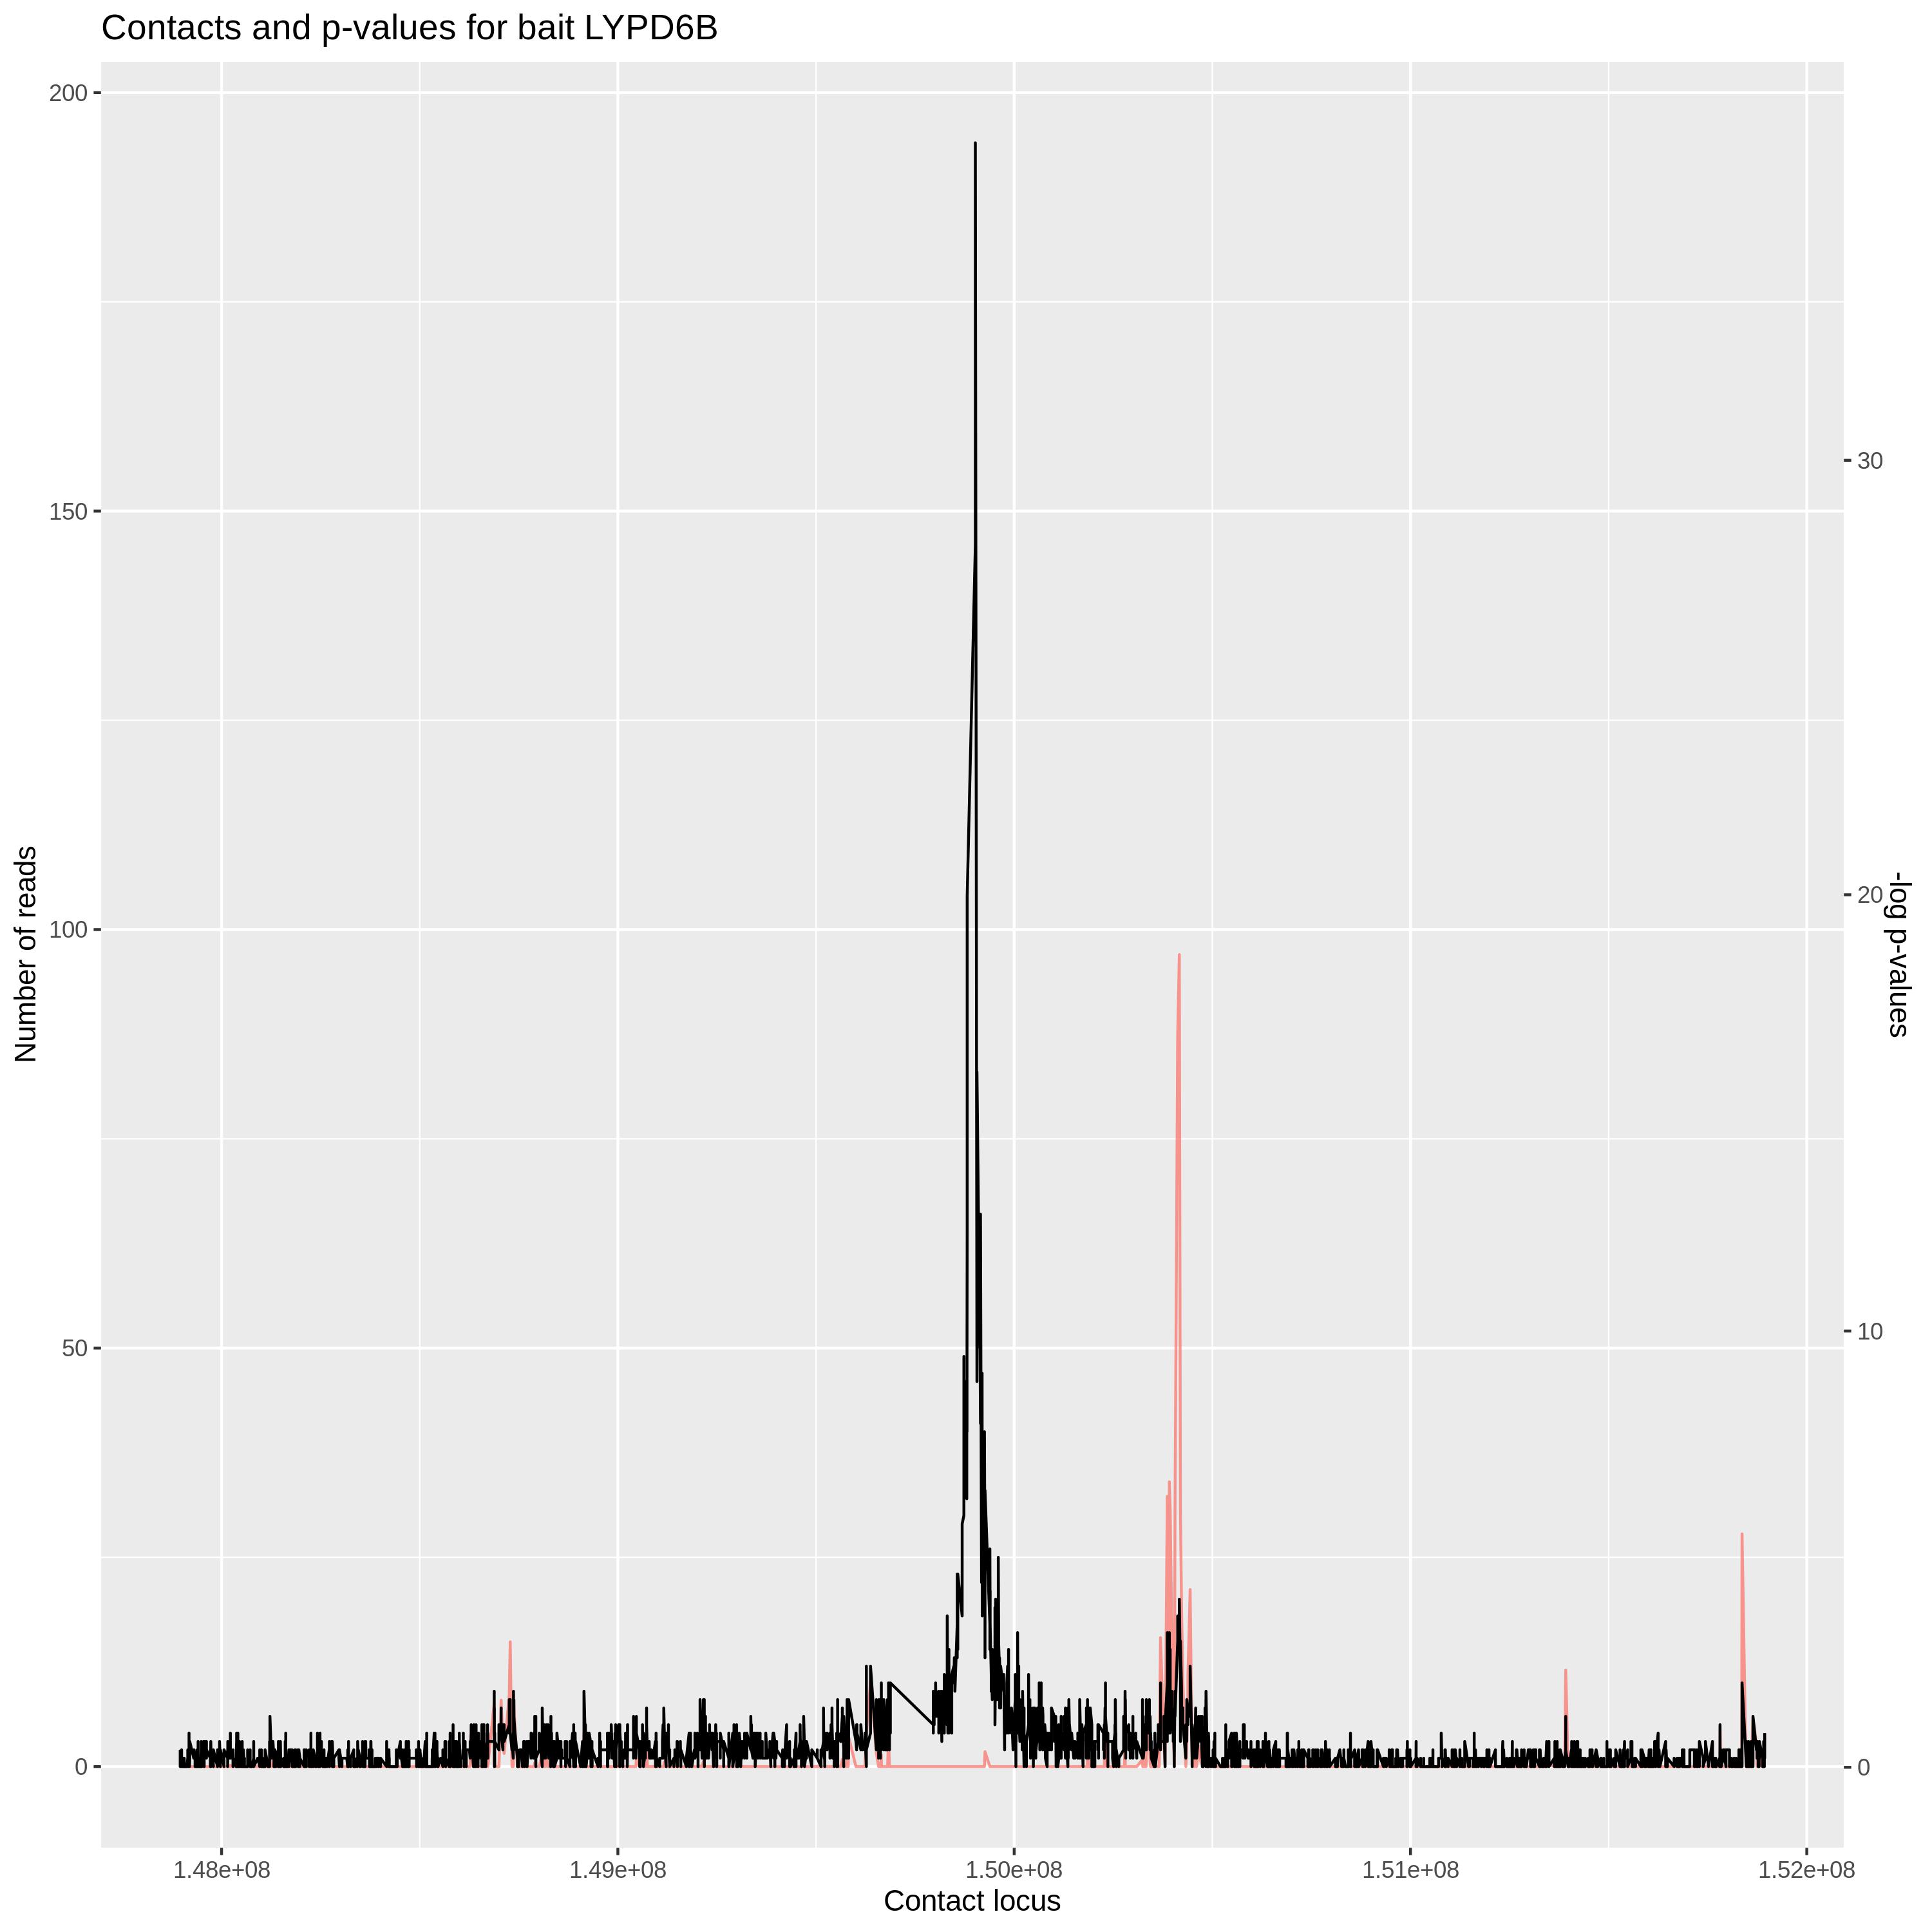 Contacts and p-values for bait LYPD6B
200
150
100
50
0
Number of reads
30
20
10
0
-log p-values
1.48e+08
1.49e+08
1.50e+08
1.51e+08
1.52e+08
Contact locus